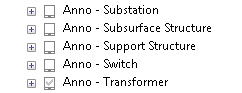 Anno - Substation
Anno - Subsurface Structure
Anno - Support Structure
Anno - Switch
Anno - Transformer